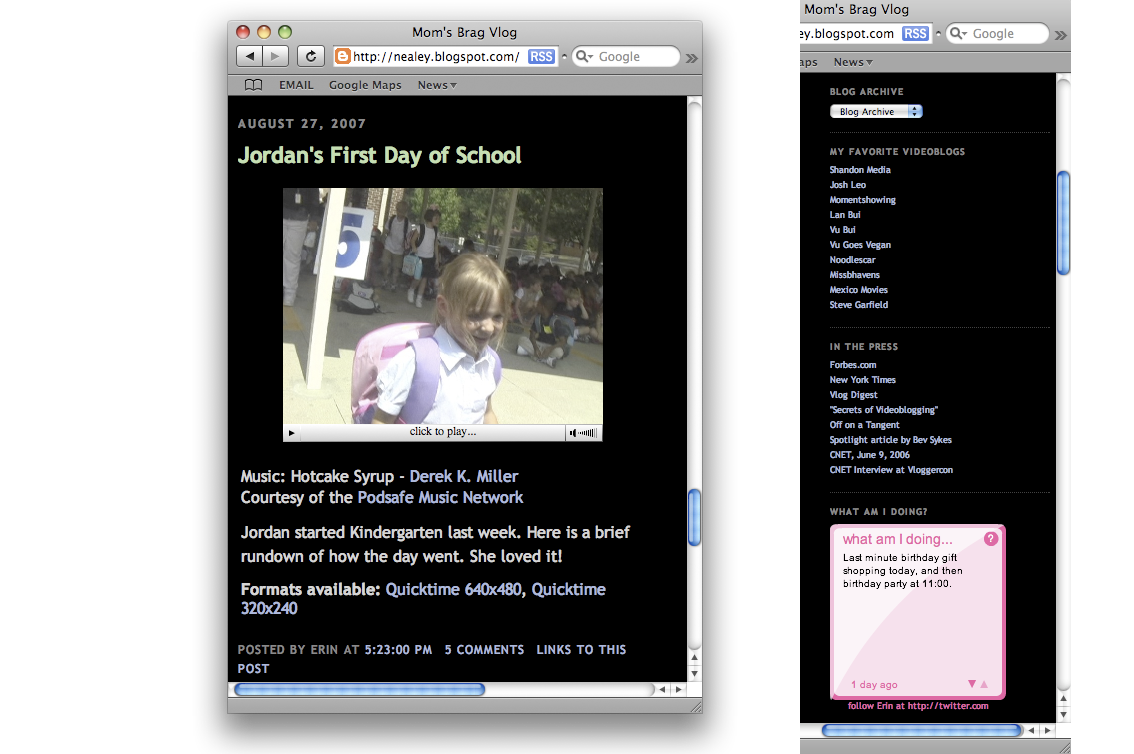 Mom's Brag Vlog
http://nealey.blogspot.com/ RSS Google
EMAIL Google Maps News
AUGUST 27, 2007
Jordan's First Day of School
5
click to play...
Music: Hotcake Syrup - Derek K. Miller
Courtesy of the Podsafe Music Network
Jordan started Kindergarten last week. Here is a brief
rundown of how the day went. She loved it!
Formats available: Quicktime 640x480, Quicktime
320x240
POSTED BY ERIN AT 5:23:00 PM 5 COMMENTS LINKS TO THIS
POST
Mom's Brag Vlog
ey.blogspot.com RSS Google
aps News
BLOG ARCHIVE
Blog Archive
MY FAVORITE VIDEOBLOGS
Shandon Media
Josh Leo
Momentshowing
Lan Bui
Vu Bui
Vu Goes Vegan
Noodlescar
Missbhavens
Mexico Movies
Steve Garfield
IN THE PRESS
Forbes.com
New York Times
Vlog Digest
"Secrets of Videoblogging"
Off on a Tangent
Spotlight article by Bev Sykes
CNET, June 9, 2006
CNET Interview at Vloggercon
WHAT AM I DOING?
what am I doing... ?
Last minute birthday gift
shopping today, and then
birthday party at 11:00.
1 day ago
follow Erin at http://twitter.com